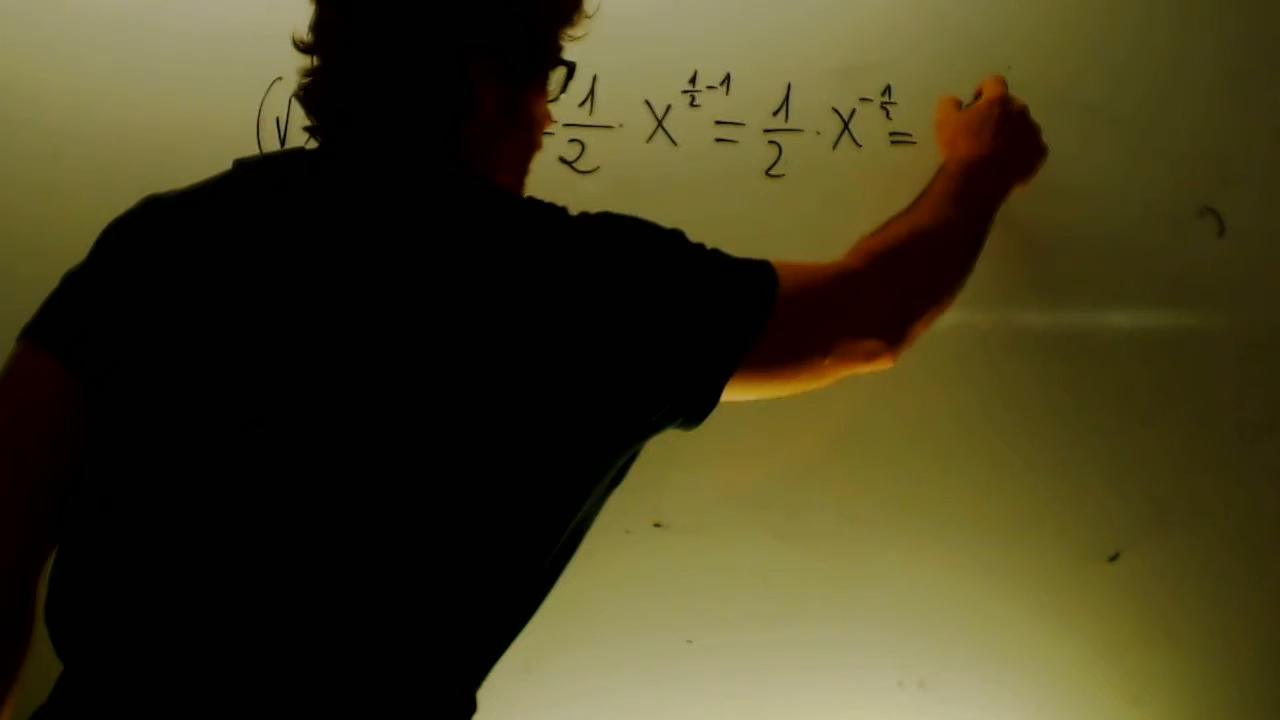 (√ = 1/2 · x^(1/2 - 1) = 1/2 · x^(-1/2) =